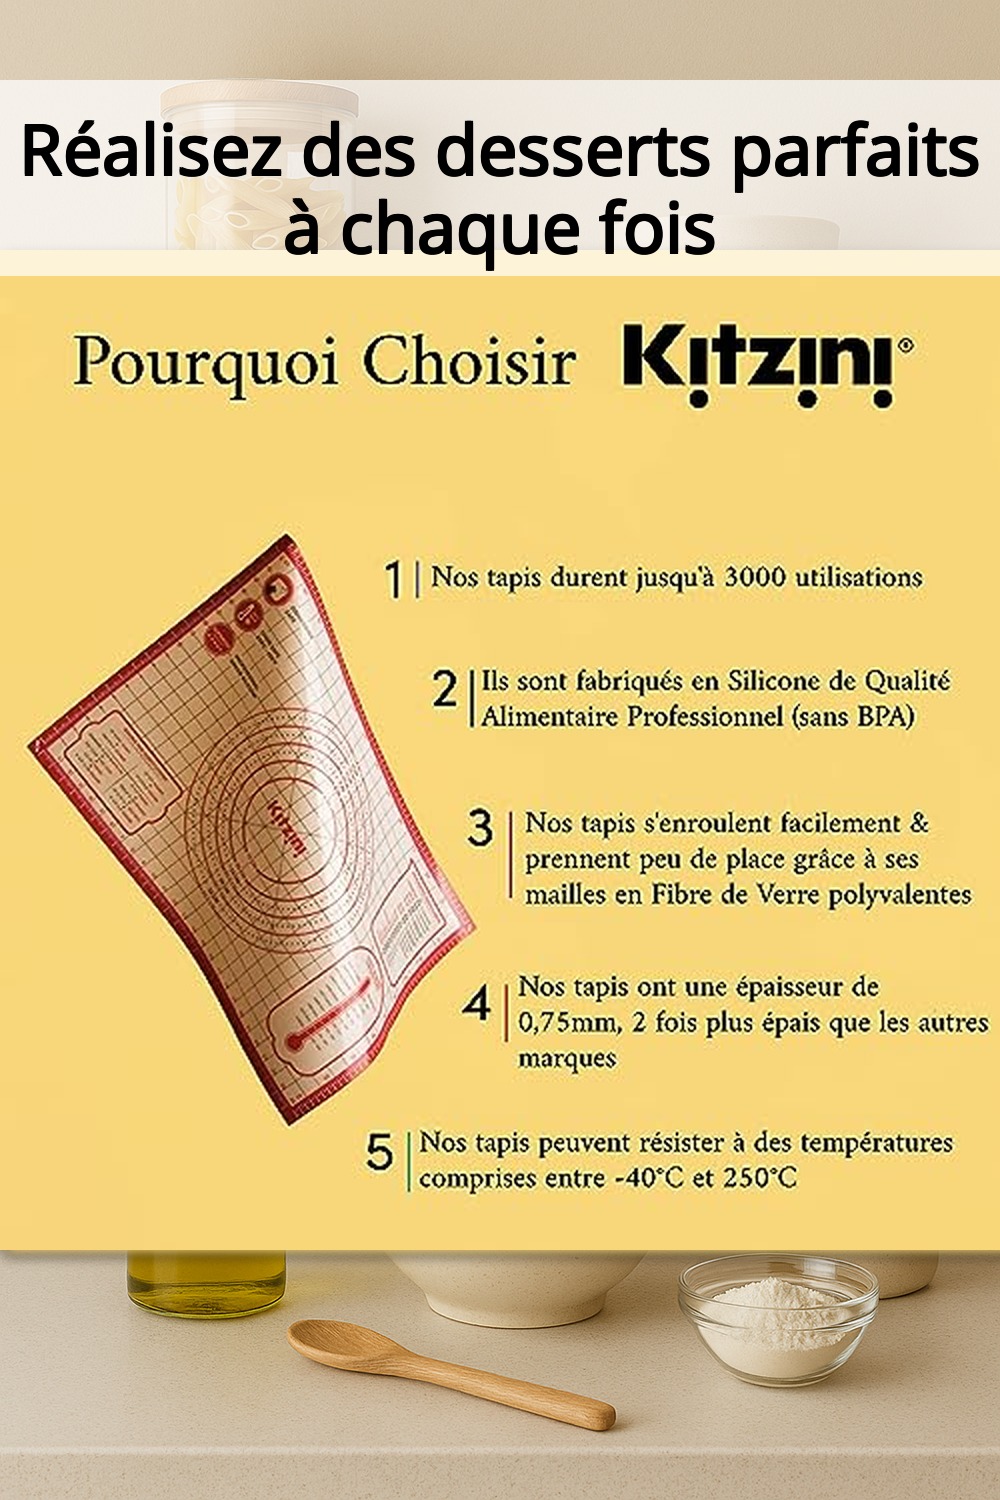 Réalisez des desserts parfaits
à chaque fois
Pourquoi Choisir Kitzini®
1 Nos tapis durent jusqu'à 3000 utilisations
2 Ils sont fabriqués en Silicone de Qualité
Alimentaire Professionnel (sans BPA)
3 Nos tapis s'enroulent facilement &
prennent peu de place grâce à ses
mailles en Fibre de Verre polyvalentes
4 Nos tapis ont une épaisseur de
0,75mm, 2 fois plus épais que les autres
marques
5 Nos tapis peuvent résister à des températures
comprises entre -40°C et 250°C
Kitzini